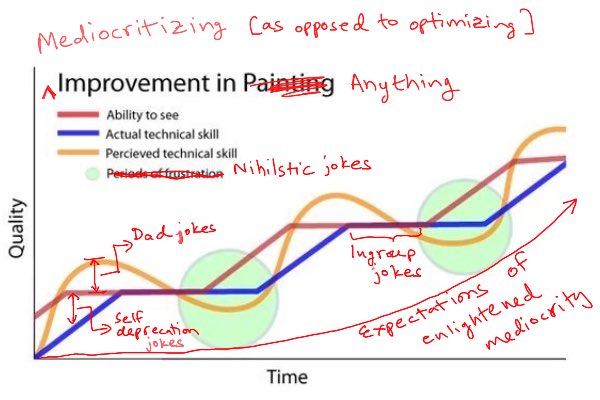 Mediocritizing [as opposed to optimizing]
^ Improvement in Painting Anything
Ability to see
Actual technical skill
Percieved technical skill
Periods of frustration Nihilstic jokes
Quality
Dad jokes
Self
deprecation
jokes
Ingroup
jokes
Expectations of
enlightened
mediocrity
Time